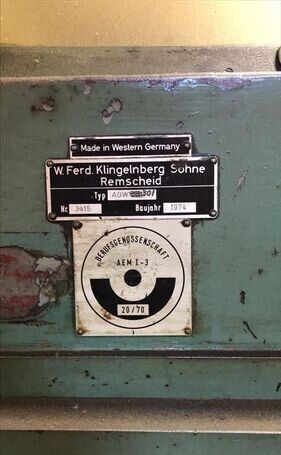 Made in Western Germany
W. Ferd. Klingelnberg Söhne
Remscheid
Typ AGW 301
Nr. 3415 Baujahr 1974
BERUFSGENOSSENSCHAFT
AEM I-3
20/70